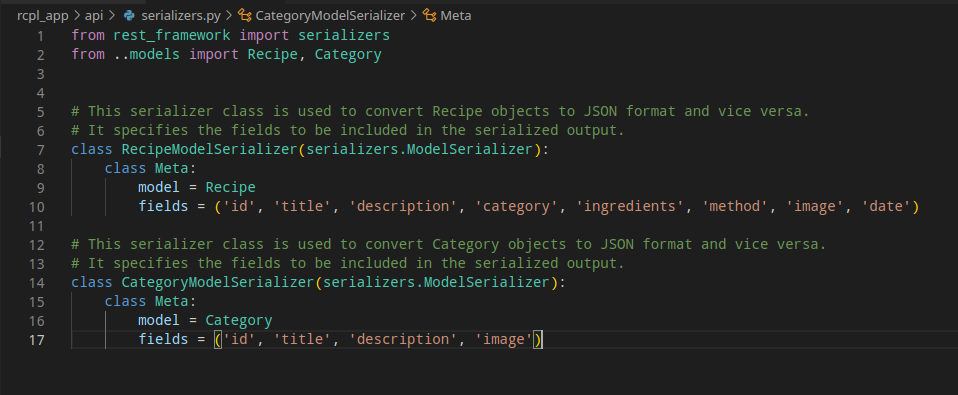 rcpl_app > api > serializers.py > CategoryModelSerializer > Meta
1 from rest_framework import serializers
2 from ..models import Recipe, Category
3
4
5 # This serializer class is used to convert Recipe objects to JSON format and vice versa.
6 # It specifies the fields to be included in the serialized output.
7 class RecipeModelSerializer(serializers.ModelSerializer):
8     class Meta:
9         model = Recipe
10         fields = ('id', 'title', 'description', 'category', 'ingredients', 'method', 'image', 'date')
11
12 # This serializer class is used to convert Category objects to JSON format and vice versa.
13 # It specifies the fields to be included in the serialized output.
14 class CategoryModelSerializer(serializers.ModelSerializer):
15     class Meta:
16         model = Category
17         fields = ('id', 'title', 'description', 'image')